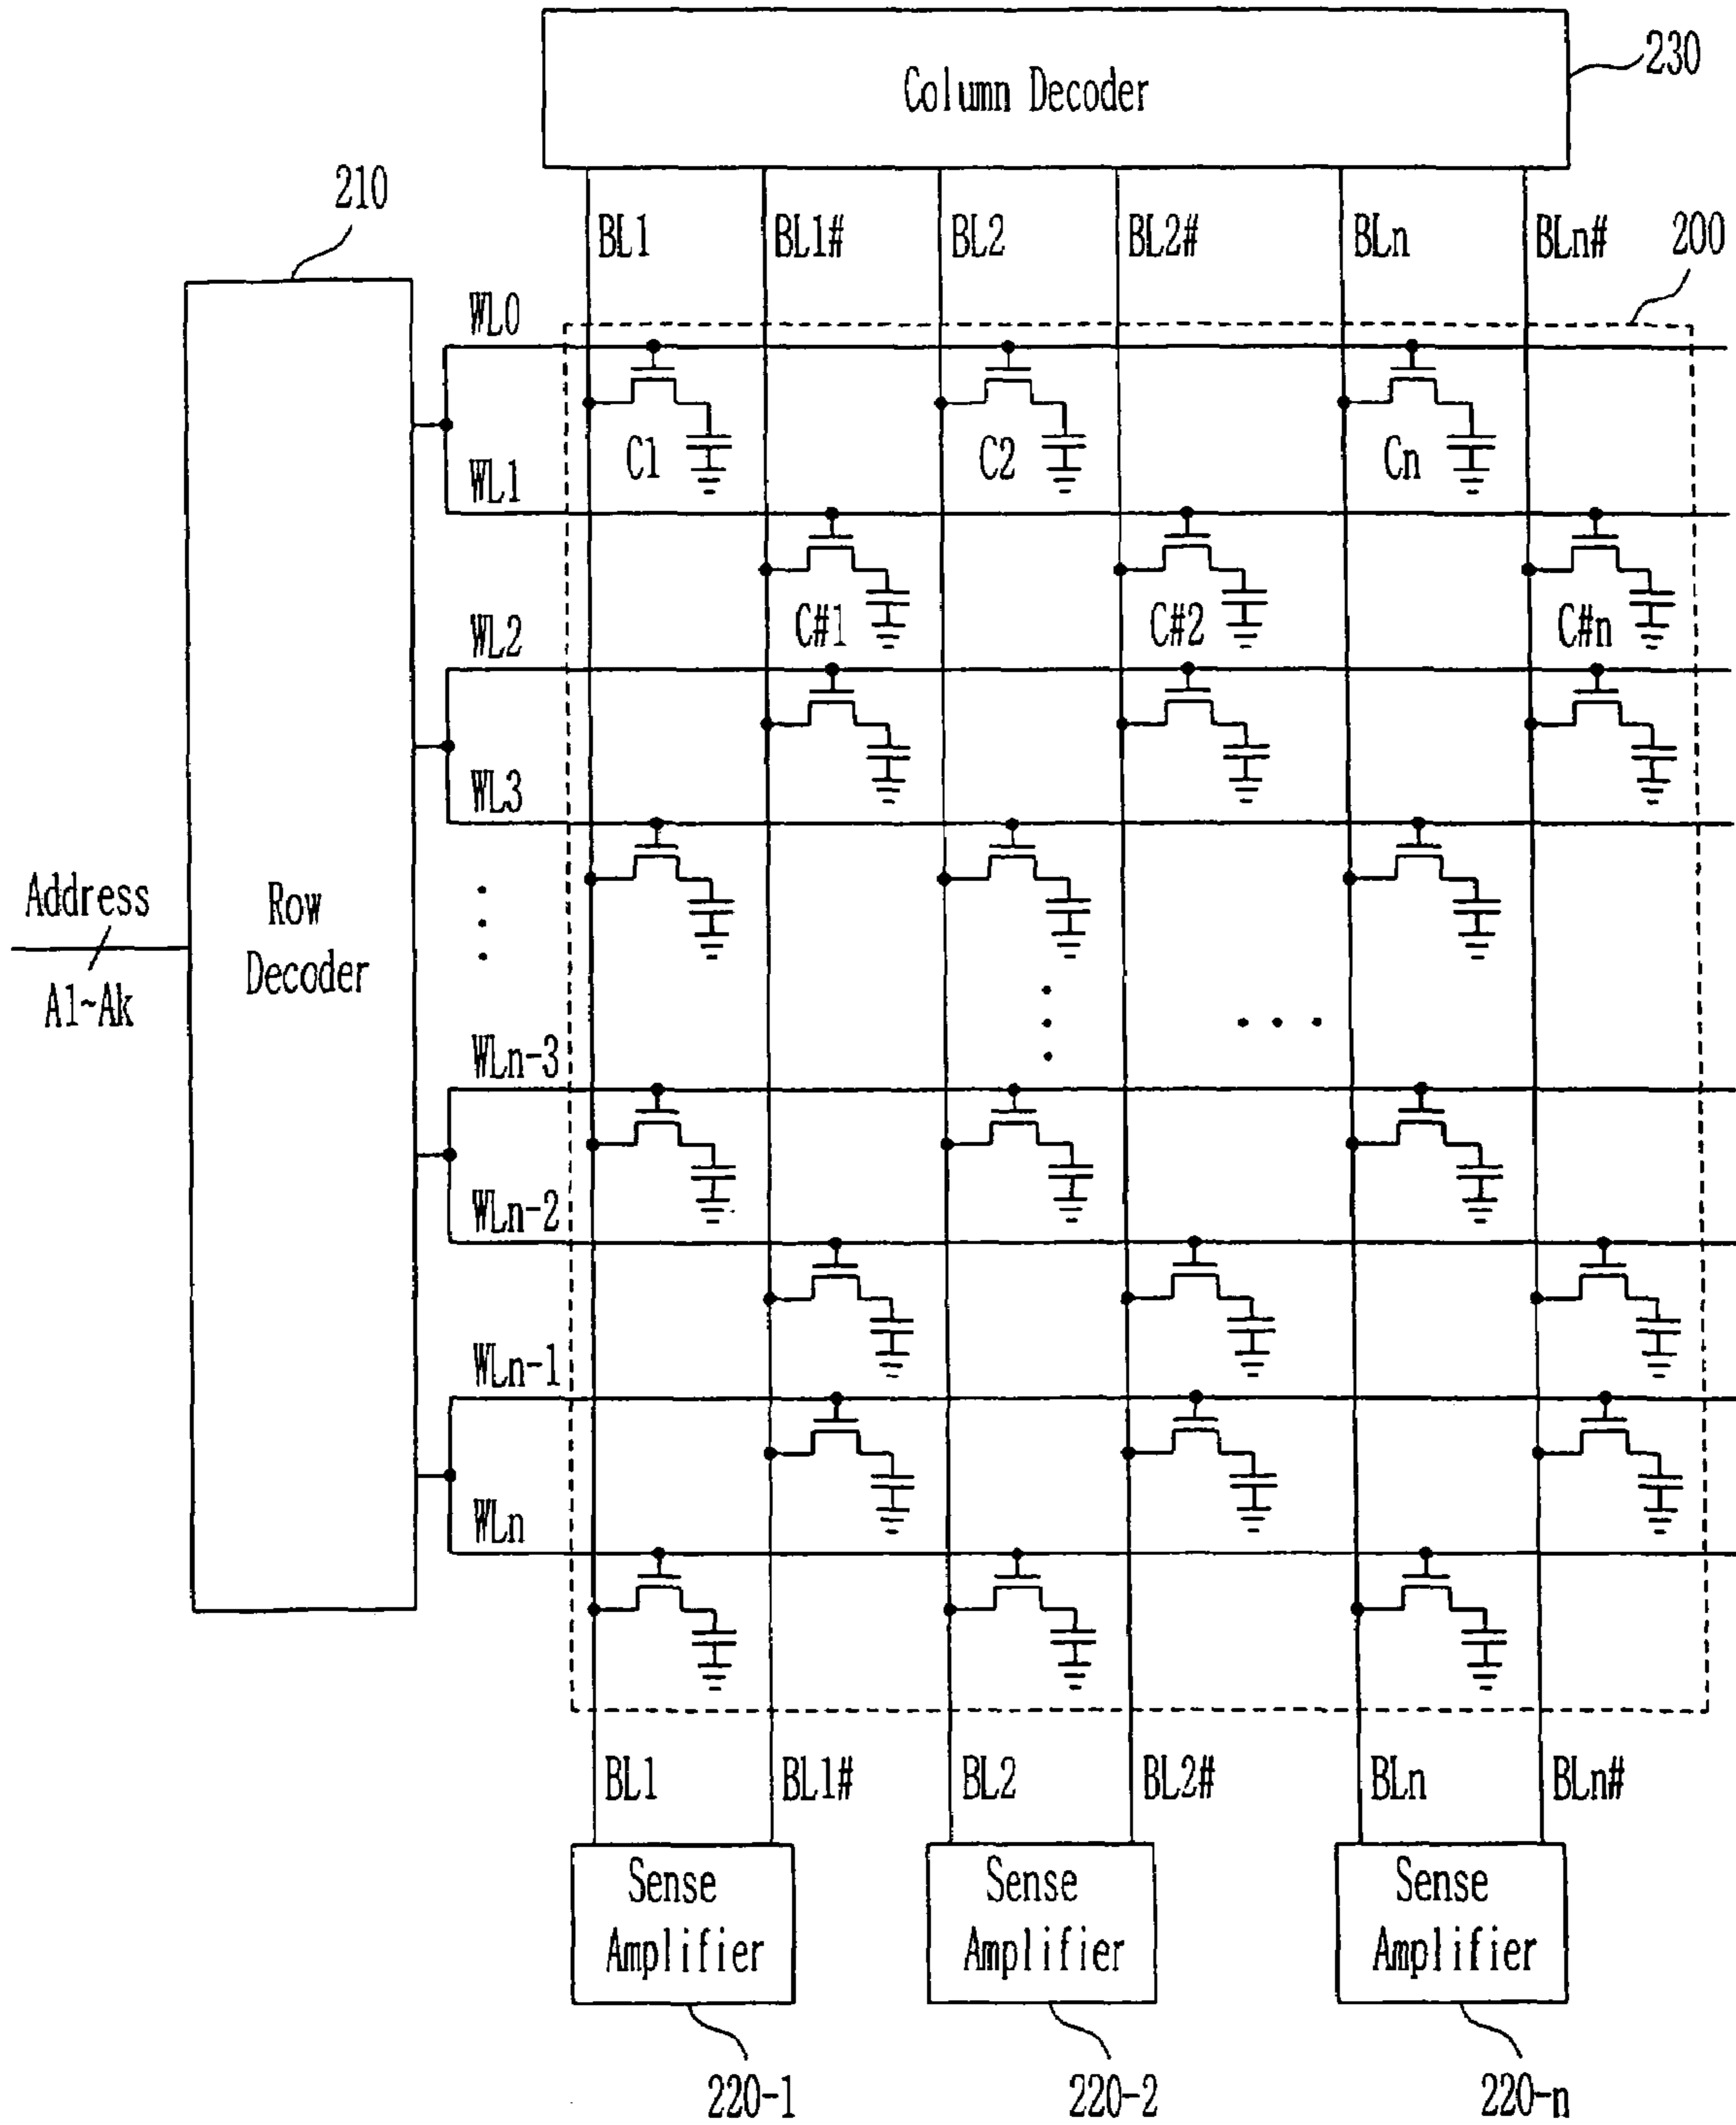 Column Decoder
230
210
BL1
BL1#
BL2
BL2#
BLn
BLn#
200
WL0
C1
C2
Cn
WL1
C#1
C#2
C#n
WL2
WL3
Address
A1~Ak
Row
Decoder
WLn-3
WLn-2
WLn-1
WLn
BL1
BL1#
BL2
BL2#
BLn
BLn#
Sense
Amplifier
Sense
Amplifier
Sense
Amplifier
220-1
220-2
220-n